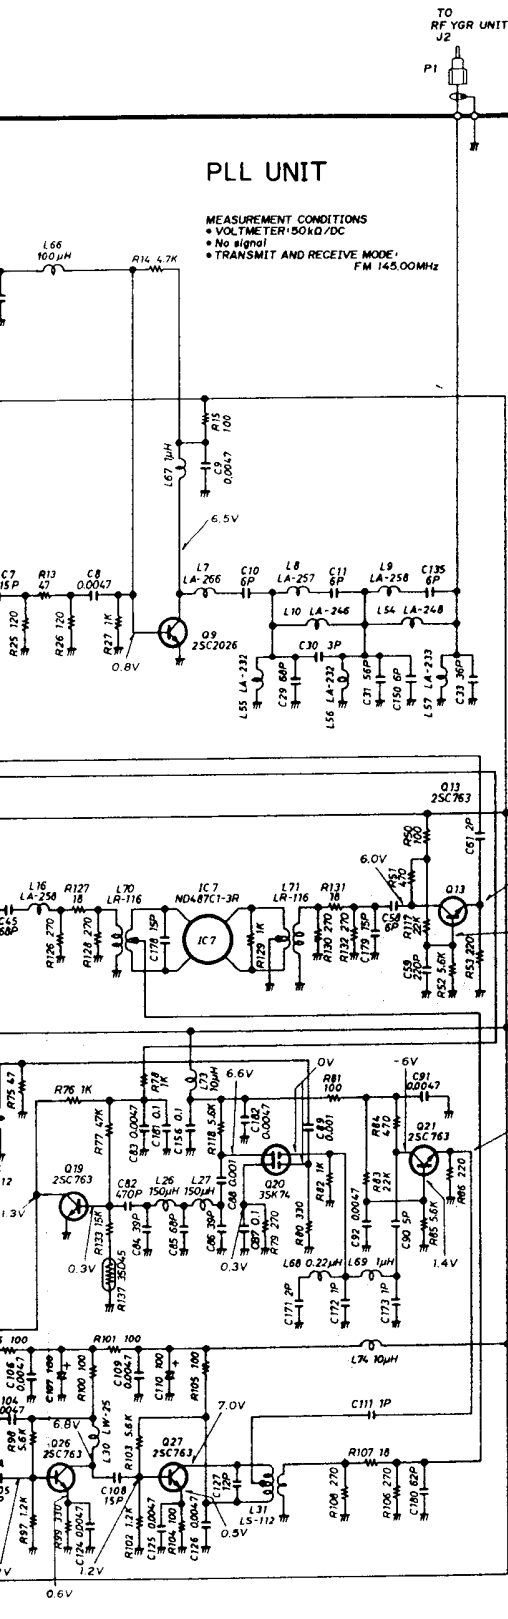 TO
RF YGR UNIT
J2
P1
PLL UNIT
MEASUREMENT CONDITIONS
• VOLTMETER:50kΩ/DC
• No signal
• TRANSMIT AND RECEIVE MODE:
FM 145.00MHz
L66
100μH
R14 4.7K
R15
100
L67 1μH
C9
0.0047
6.5V
C7
15P
R13
47
C8
0.0047
L7
LA-266
C10
6P
L8
LA-257
C11
6P
L9
LA-258
C135
6P
L10 LA-246
L54 LA-248
R25 120
R26 120
R27 1K
Q9
2SC2026
0.8V
C30 3P
L55 LA-232
C29 68P
L56 LA-232
C31 56P
C150 6P
L57 LA-233
C33 36P
Q13
2SC763
C61 2P
R50
100
6.0V
R51
470
C45
68P
L16
LA-258
R127
18
L70
LR-116
IC7
ND487C1-3R
L71
LR-116
R131
18
C58
6P
Q13
R126 270
R128 270
C178 15P
IC7
R129 1K
R130 270
R132 270
C179 15P
R117
22K
C59
220P
R52 5.6K
R53 220
R75 47
R76 1K
R78
1K
L73
10μH
6.6V
0V
R81
100
-6V
C91
0.0047
R77 47K
C83 0.0047
C181 0.1
C156 0.1
R118 5.6K
C182
0.0047
C89
0.001
R84
470
Q21
2SC763
Q19
2SC763
C82
470P
L26
150μH
L27
150μH
C88 0.001
Q20
3SK74
R82 1K
R83
22K
R86 220
1.3V
0.3V
R133 15K
R137 35D45
C84 39P
C85 68P
C86 39P
0.3V
C87 0.1
R79 270
R80 330
C92 0.0047
C90 5P
R85 5.6K
1.4V
L68 0.22μH
L69 1μH
C171 2P
C172 1P
C173 1P
100
R101 100
C106
0.0047
C107 100
R100 100
C109
0.0047
C110 100
R105 100
L74 10μH
104
0.0047
R98
5.6K
6.8V
L30 LW-25
R103 5.6K
7.0V
C111 1P
Q26
2SC763
Q27
2SC763
C108
15P
C127
12P
L31
LS-112
R107 18
R97 1.2K
R99 330
C124 0.0047
R102 1.2K
C125 0.0047
R104 100
C126 0.0047
0.5V
R108 270
R106 270
C180 62P
1.2V
0.6V